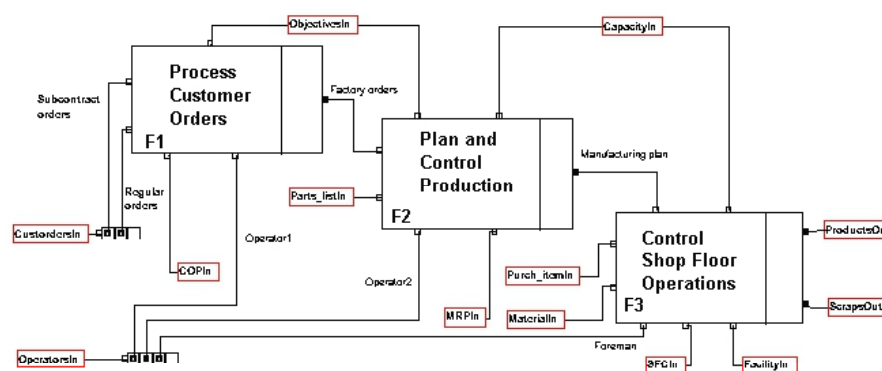 ObjectivesIn
CapacityIn
Process
Customer
Orders
F1
Subcontract
orders
Factory orders
Plan and
Control
Production
F2
Manufacturing plan
Regular
orders
Parts_listIn
CustordersIn
Operator1
COPIn
Control
Shop Floor
Operations
F3
ProductsOu
Purch_itemIn
Operator2
MRPIn
MaterialIn
ScrapsOut
Foreman
OperatorsIn
SFCIn
FacilityIn